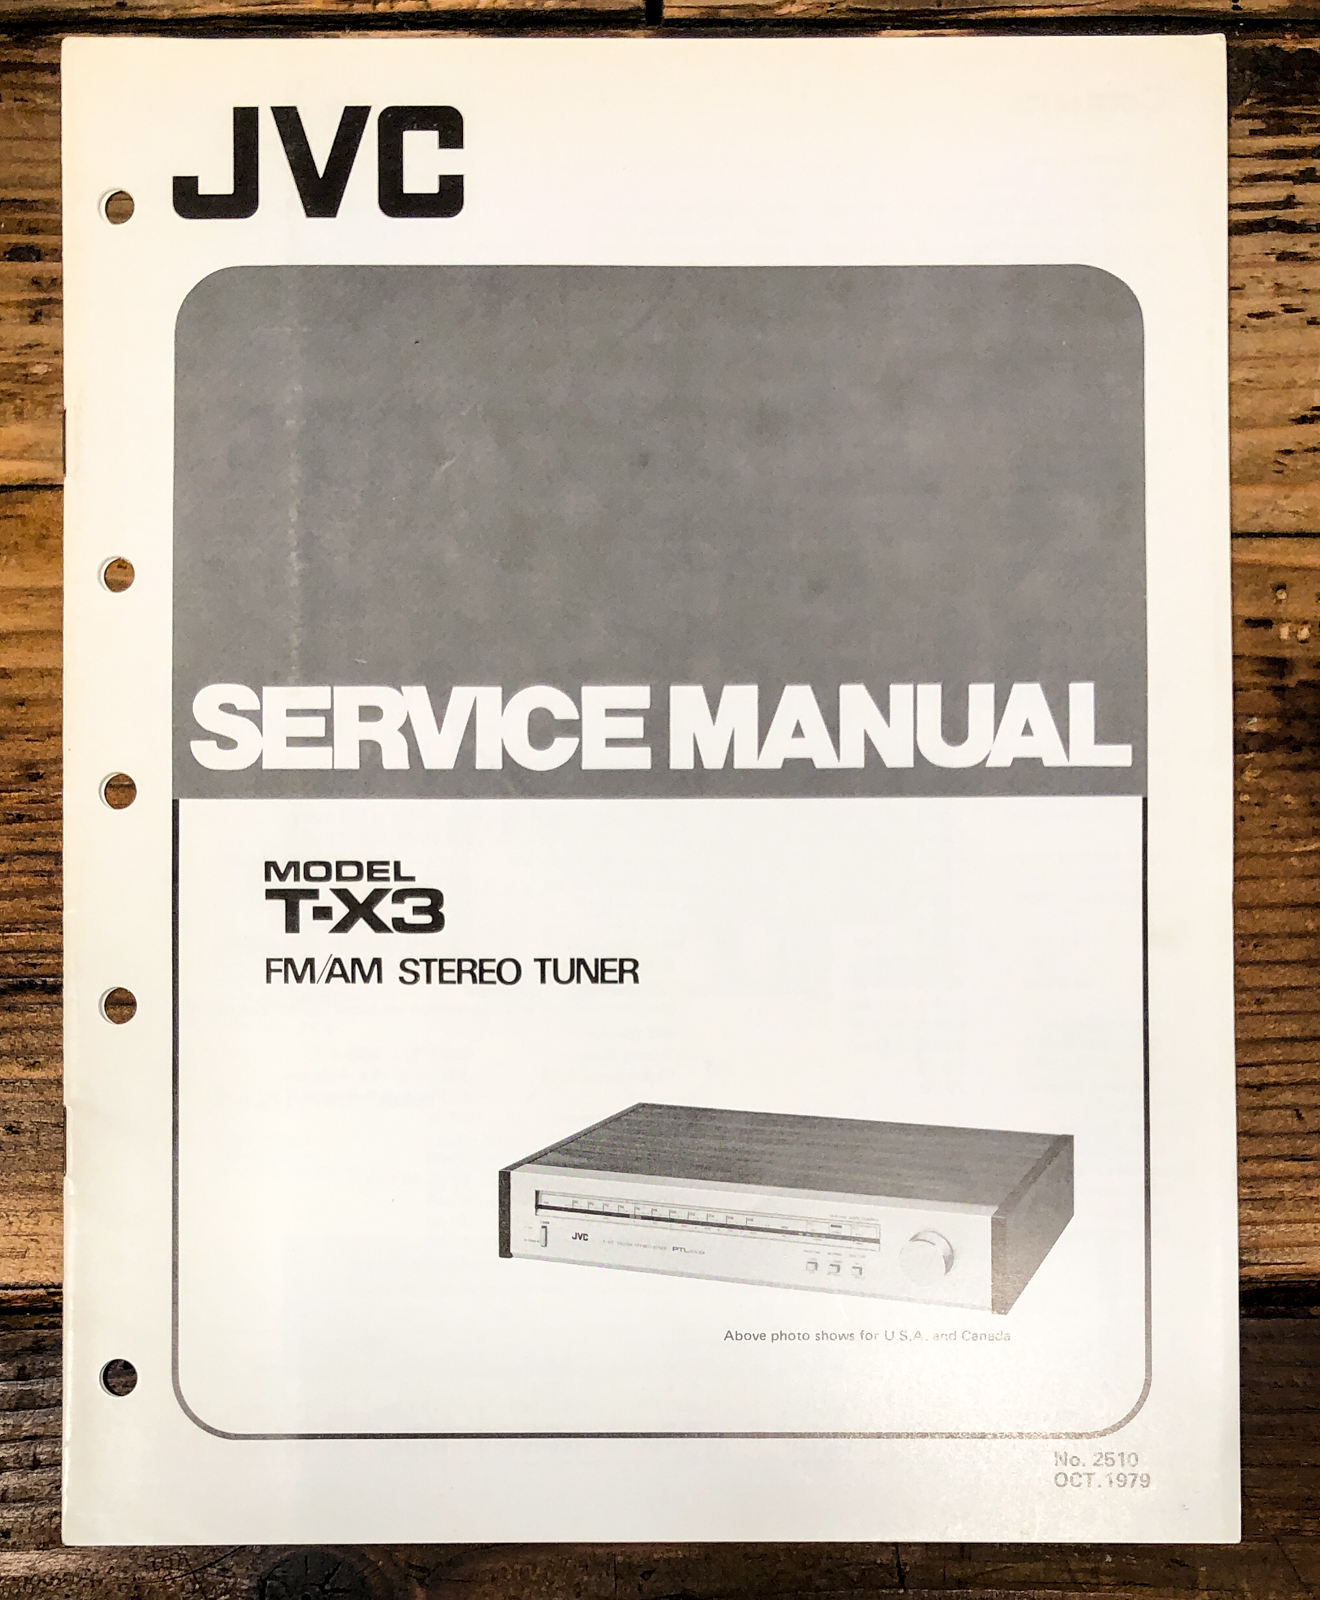 JVC
SERVICE MANUAL
MODEL
T-X3
FM/AM STEREO TUNER
JVC
Above photo shows for U.S.A. and Canada
No. 2510
OCT. 1979